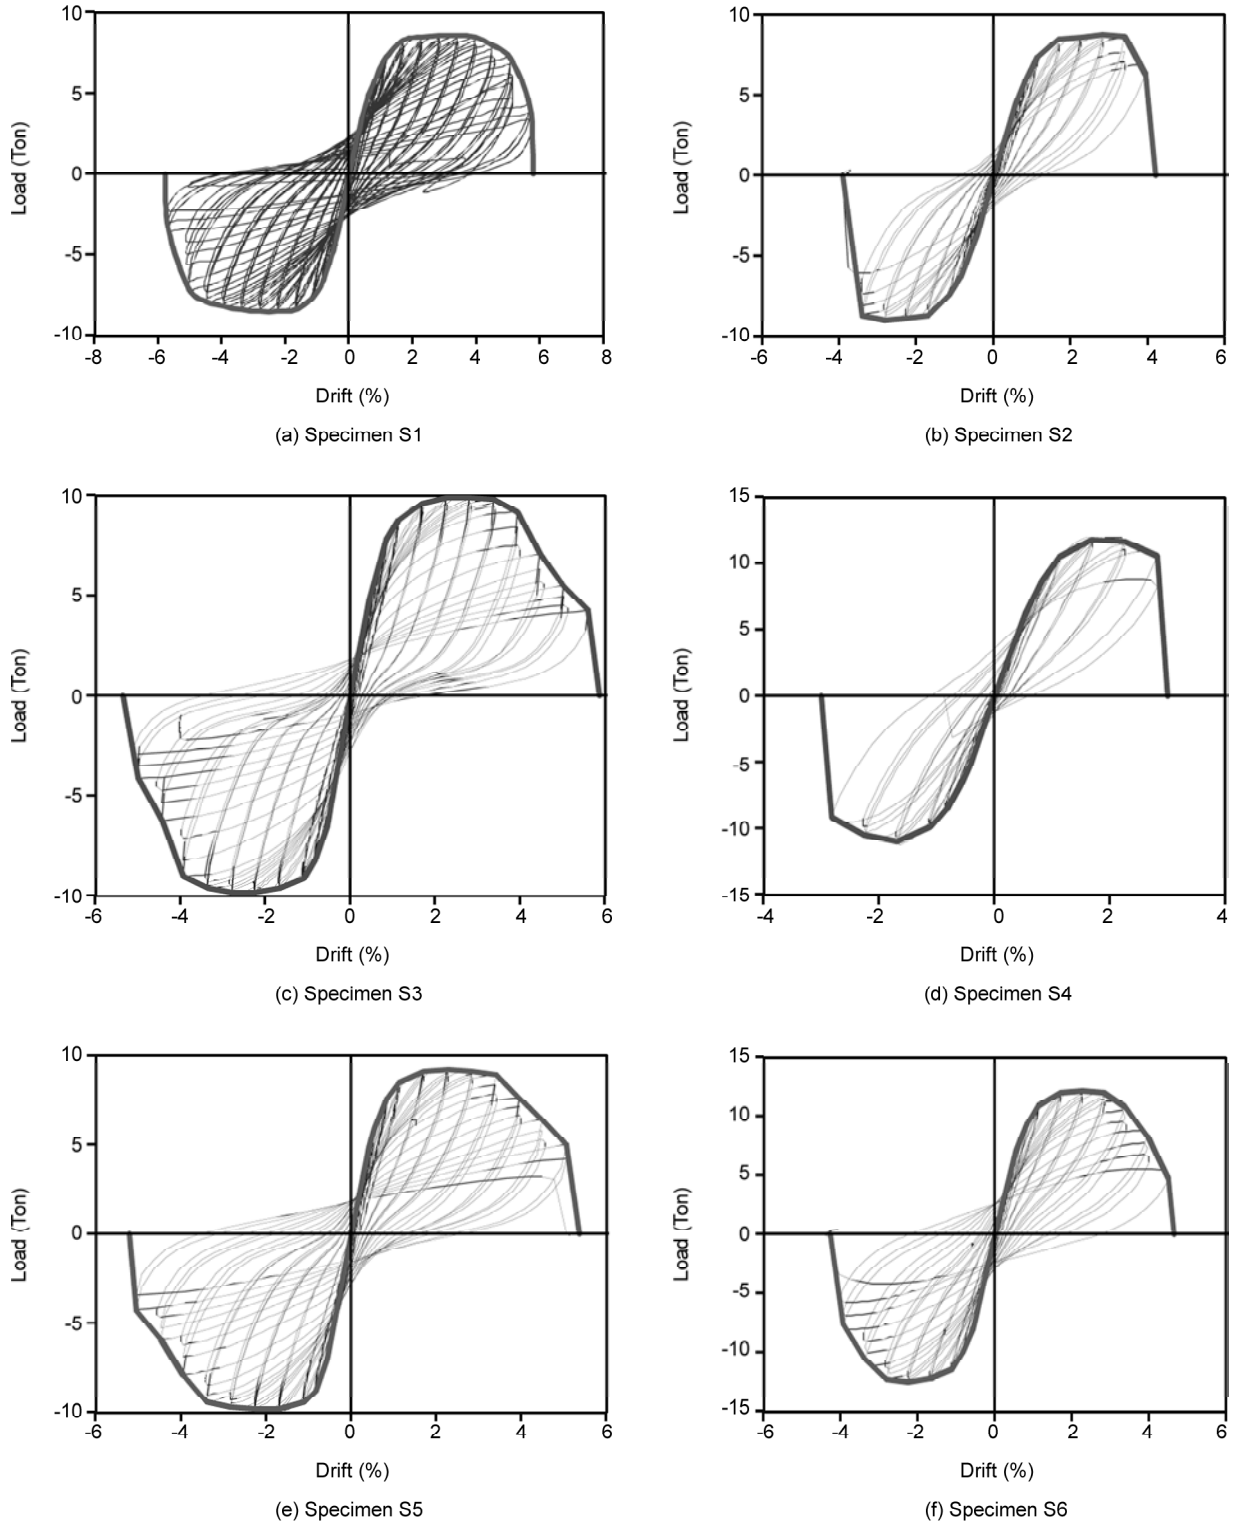 10
5
0
-5
-10
Load (Ton)
-8 -6 -4 -2 0 2 4 6 8
Drift (%)
(a) Specimen S1
10
5
0
-5
-10
Load (Ton)
-6 -4 -2 0 2 4 6
Drift (%)
(b) Specimen S2
10
5
0
-5
-10
Load (Ton)
-6 -4 -2 0 2 4 6
Drift (%)
(c) Specimen S3
15
10
5
0
-5
-10
-15
Load (Ton)
-4 -2 0 2 4
Drift (%)
(d) Specimen S4
10
5
0
-5
-10
Load (Ton)
-6 -4 -2 0 2 4 6
Drift (%)
(e) Specimen S5
15
10
5
0
-5
-10
-15
Load (Ton)
-6 -4 -2 0 2 4 6
Drift (%)
(f) Specimen S6